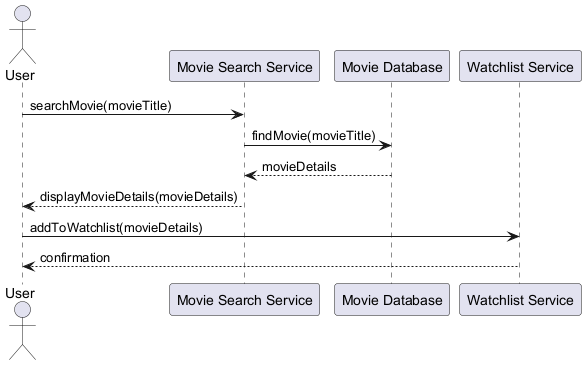 User
Movie Search Service
Movie Database
Watchlist Service
searchMovie(movieTitle)
findMovie(movieTitle)
movieDetails
displayMovieDetails(movieDetails)
addToWatchlist(movieDetails)
confirmation
User
Movie Search Service
Movie Database
Watchlist Service